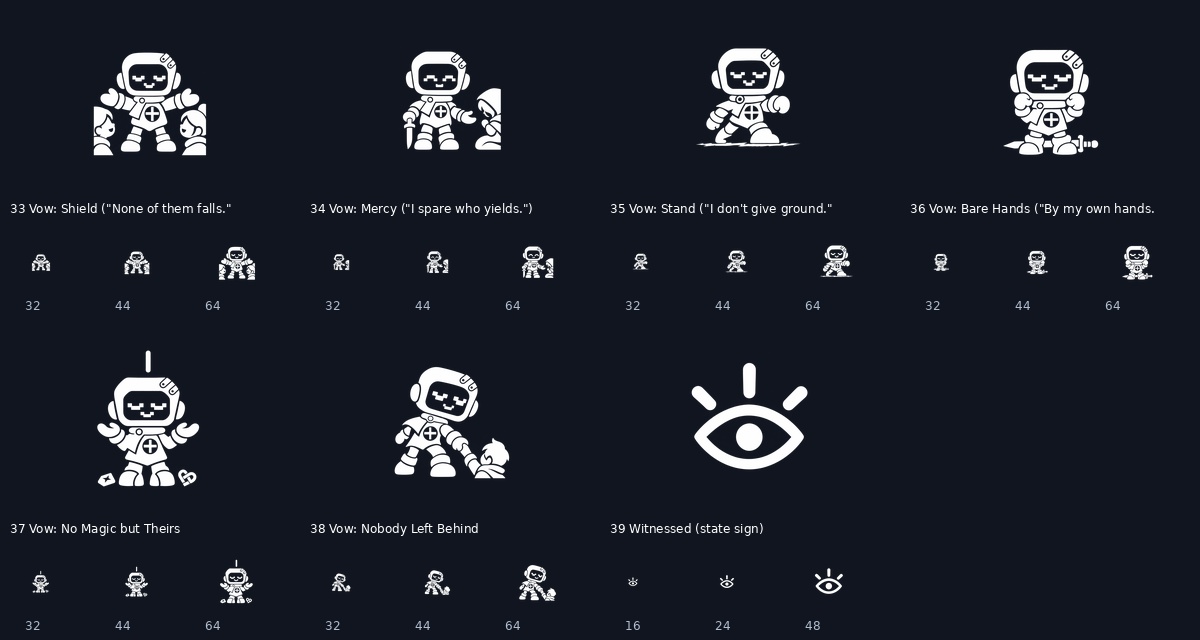 33 Vow: Shield ("None of them falls."
34 Vow: Mercy ("I spare who yields.")
35 Vow: Stand ("I don't give ground."
36 Vow: Bare Hands ("By my own hands.
32 44 64
32 44 64
32 44 64
32 44 64
37 Vow: No Magic but Theirs
38 Vow: Nobody Left Behind
39 Witnessed (state sign)
32 44 64
32 44 64
16 24 48